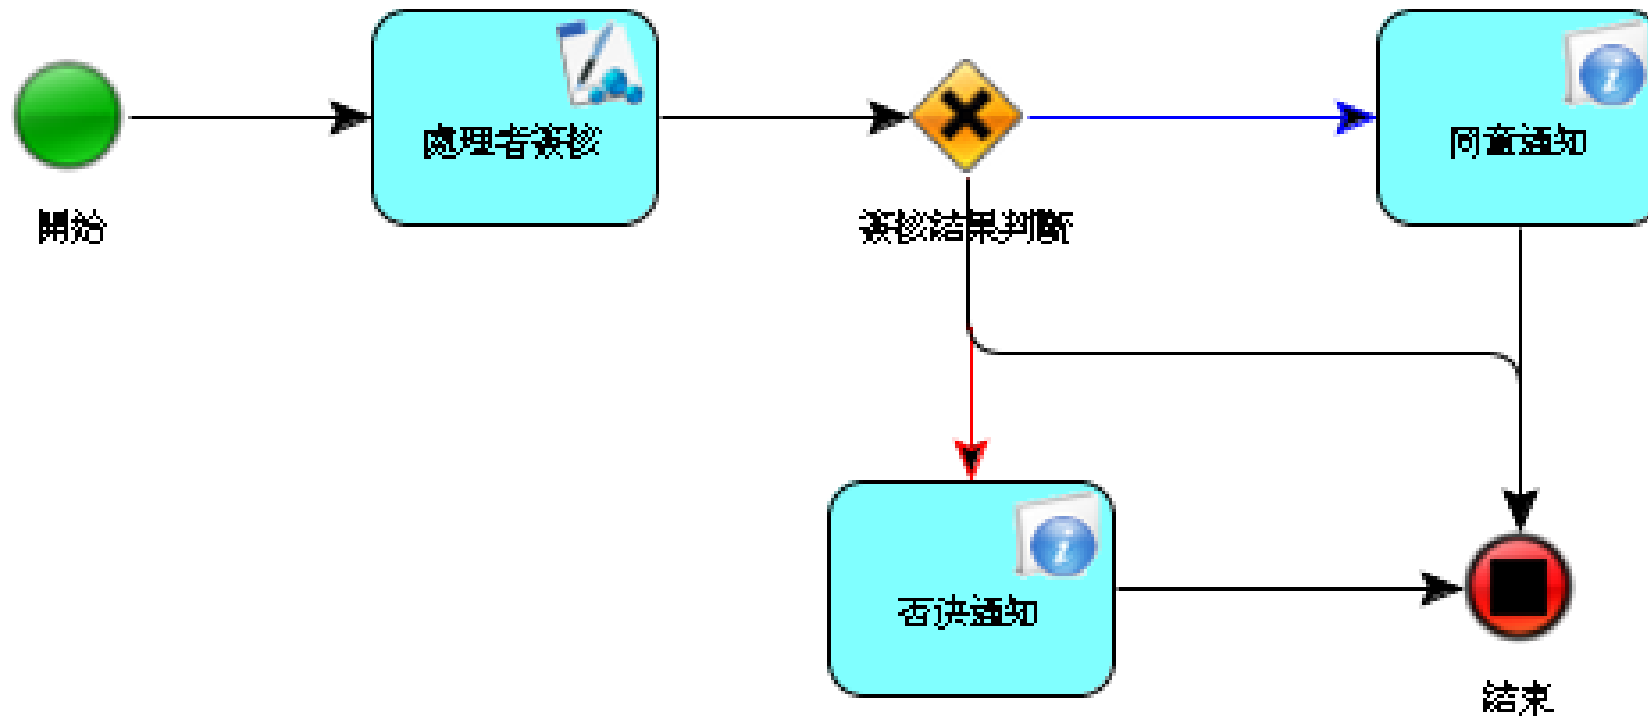 開始
處理者簽核
簽核結果判斷
同意通知
否決通知
結束